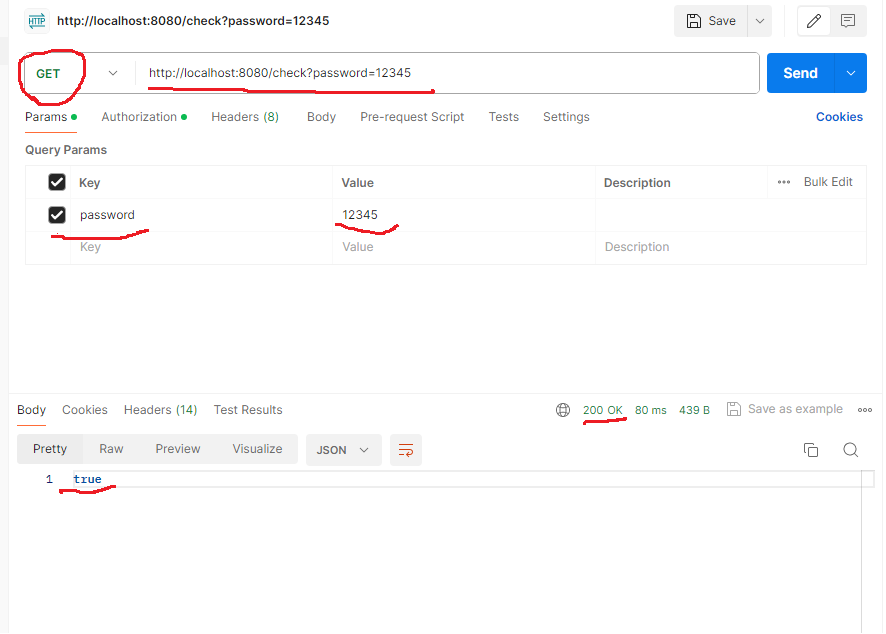 HTTP http://localhost:8080/check?password=12345 Save
GET http://localhost:8080/check?password=12345 Send
Params Authorization Headers (8) Body Pre-request Script Tests Settings Cookies
Query Params
Key Value Description ••• Bulk Edit
password 12345
Key Value Description
Body Cookies Headers (14) Test Results 200 OK 80 ms 439 B Save as example
Pretty Raw Preview Visualize JSON
1 true